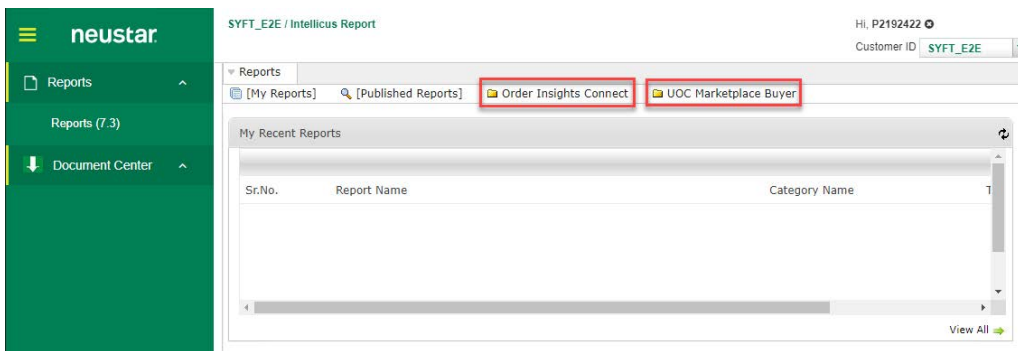 neustar
SYFT_E2E / Intellicus Report
Hi, P2192422
Customer ID SYFT_E2E
Reports
Reports (7.3)
Document Center
Reports
[My Reports] [Published Reports] Order Insights Connect UOC Marketplace Buyer
My Recent Reports
Sr.No. Report Name Category Name T
View All